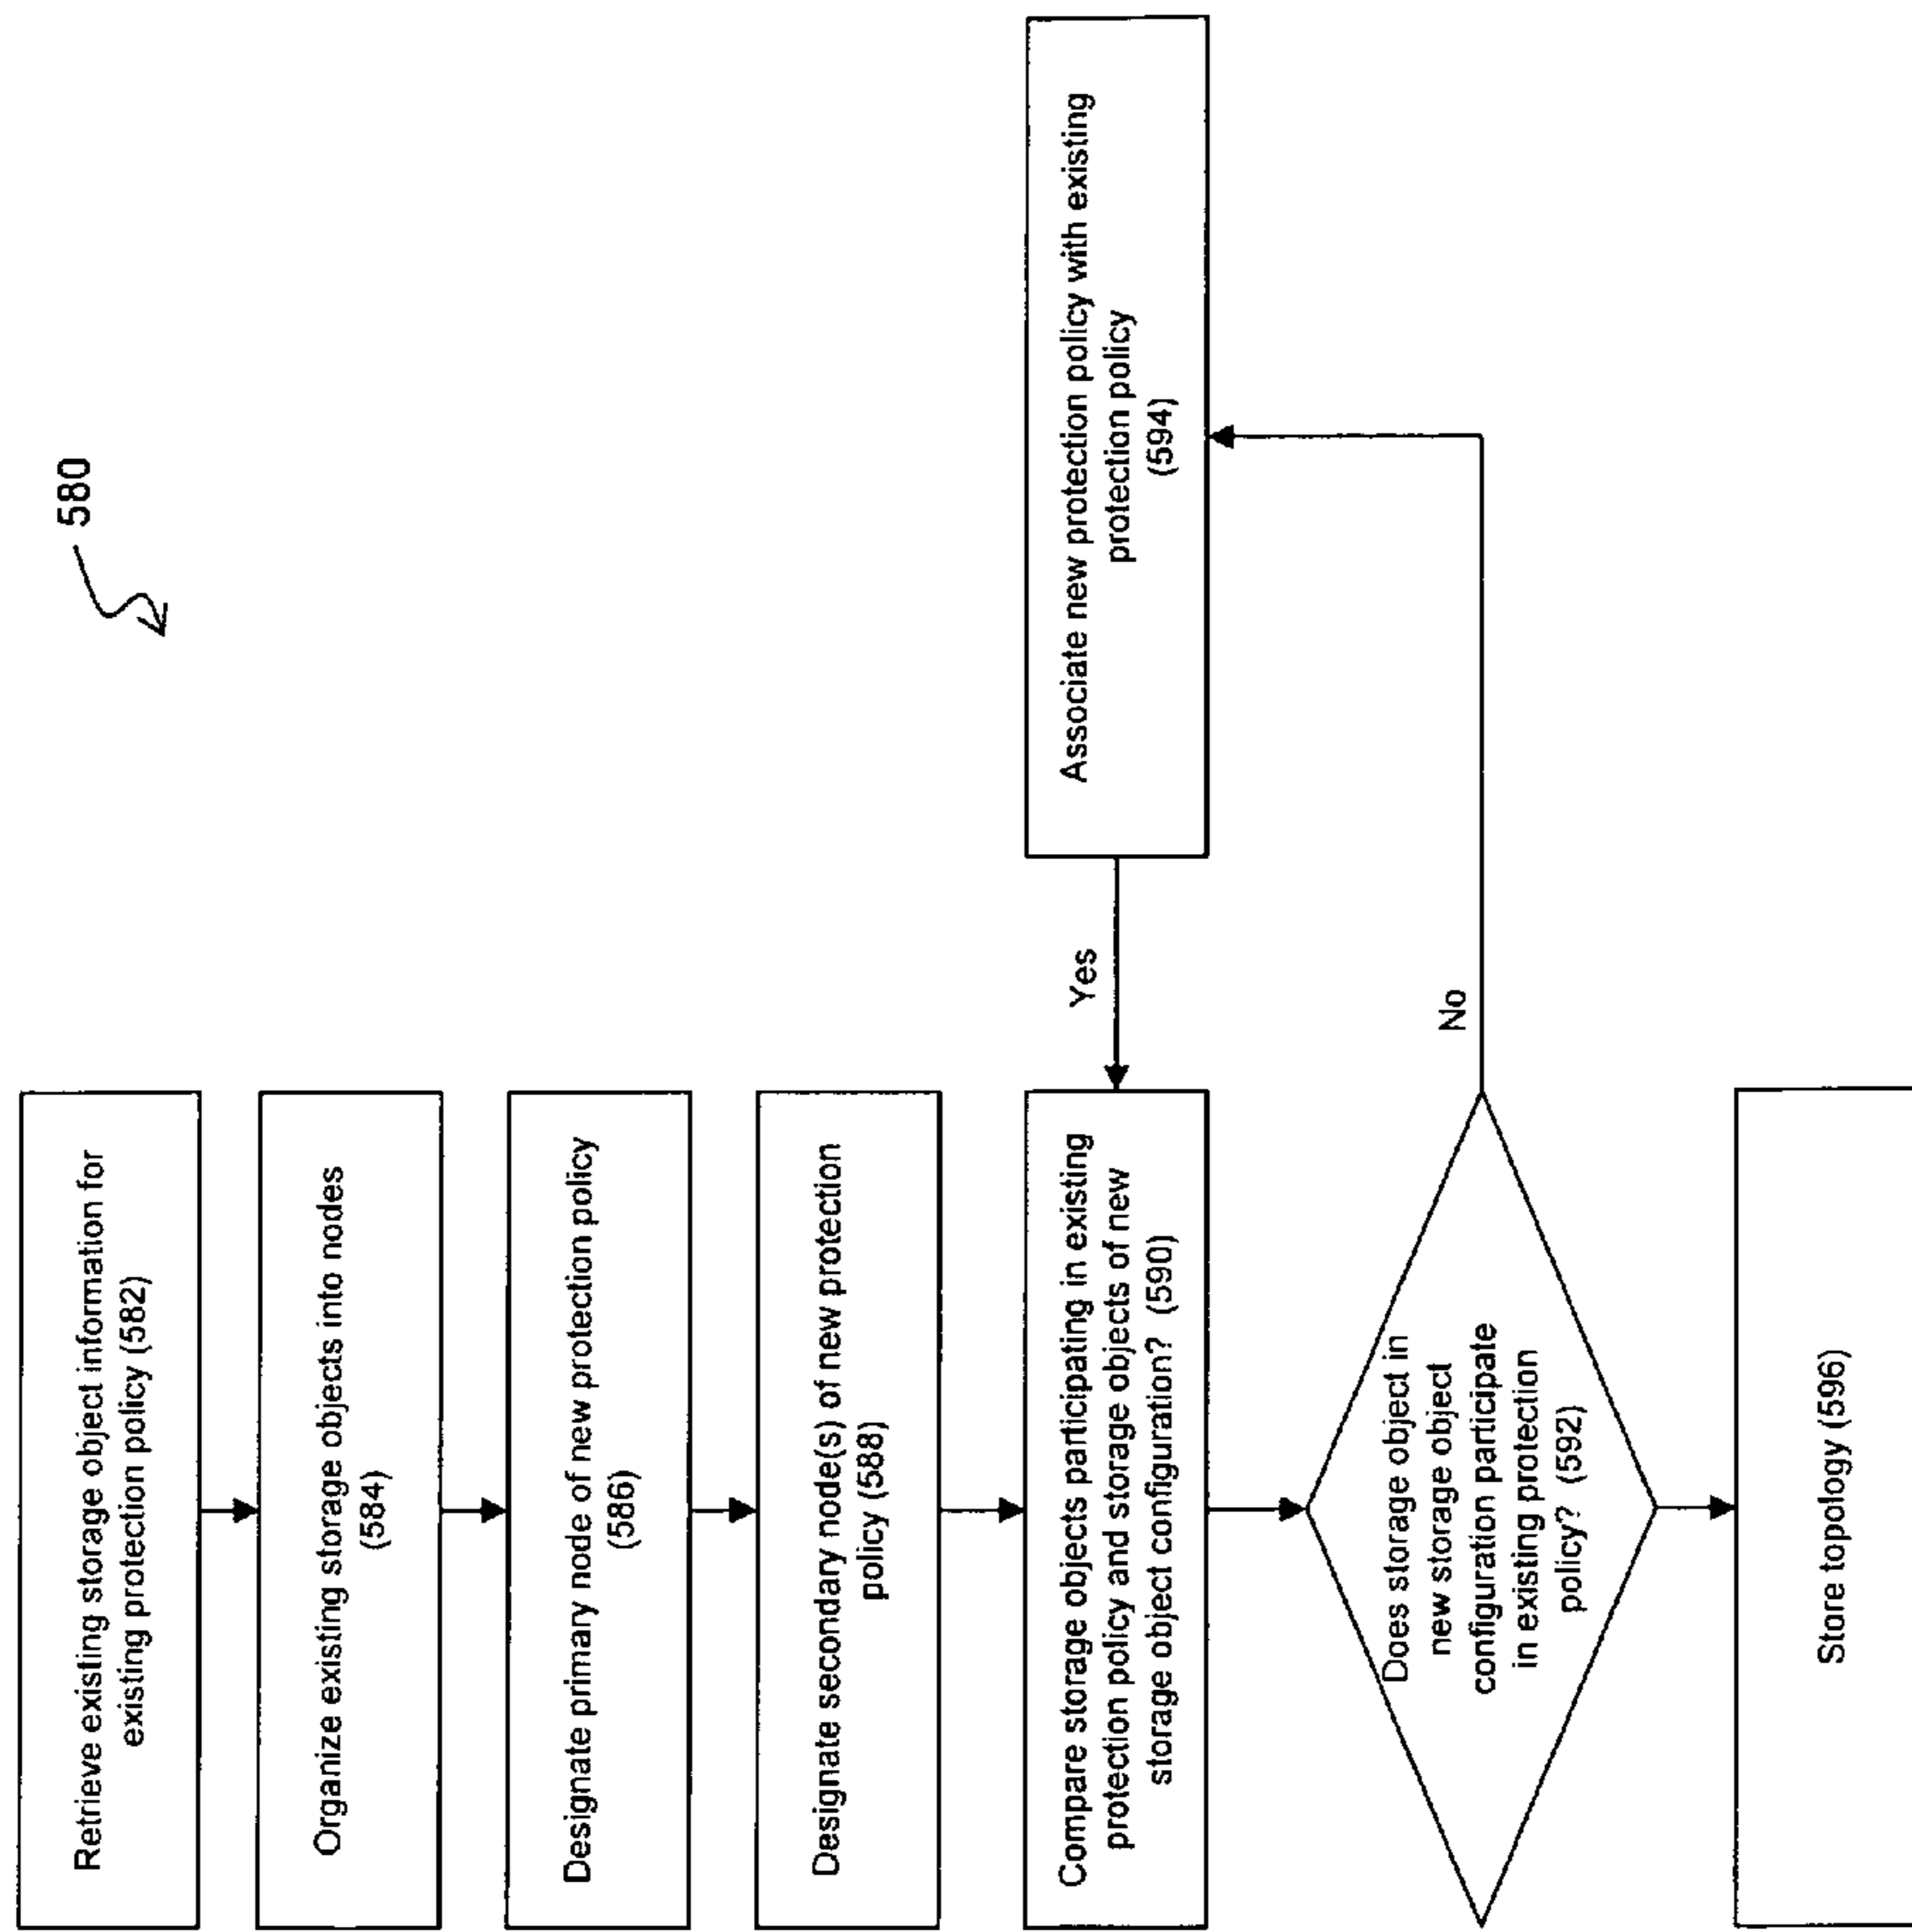 580
Retrieve existing storage object information for
existing protection policy (582)
Organize existing storage objects into nodes
(584)
Designate primary node of new protection policy
(586)
Designate secondary node(s) of new protection
policy (588)
Compare storage objects participating in existing
protection policy and storage objects of new
storage object configuration? (590)
Yes
Associate new protection policy with existing
protection policy
(594)
Does storage object in
new storage object
configuration participate
in existing protection
policy? (592)
No
Store topology (596)